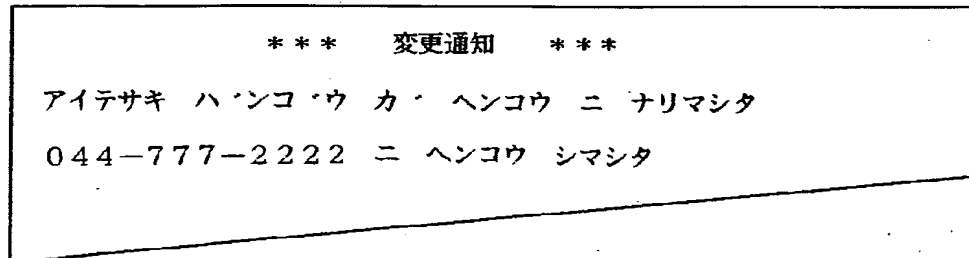 ***　変更通知　***
アイテサキ　ハ゛ンコ゛ウ　カ゛　ヘンコウ　ニ　ナリマシタ
044−777−2222　ニ　ヘンコウ　シマシタ